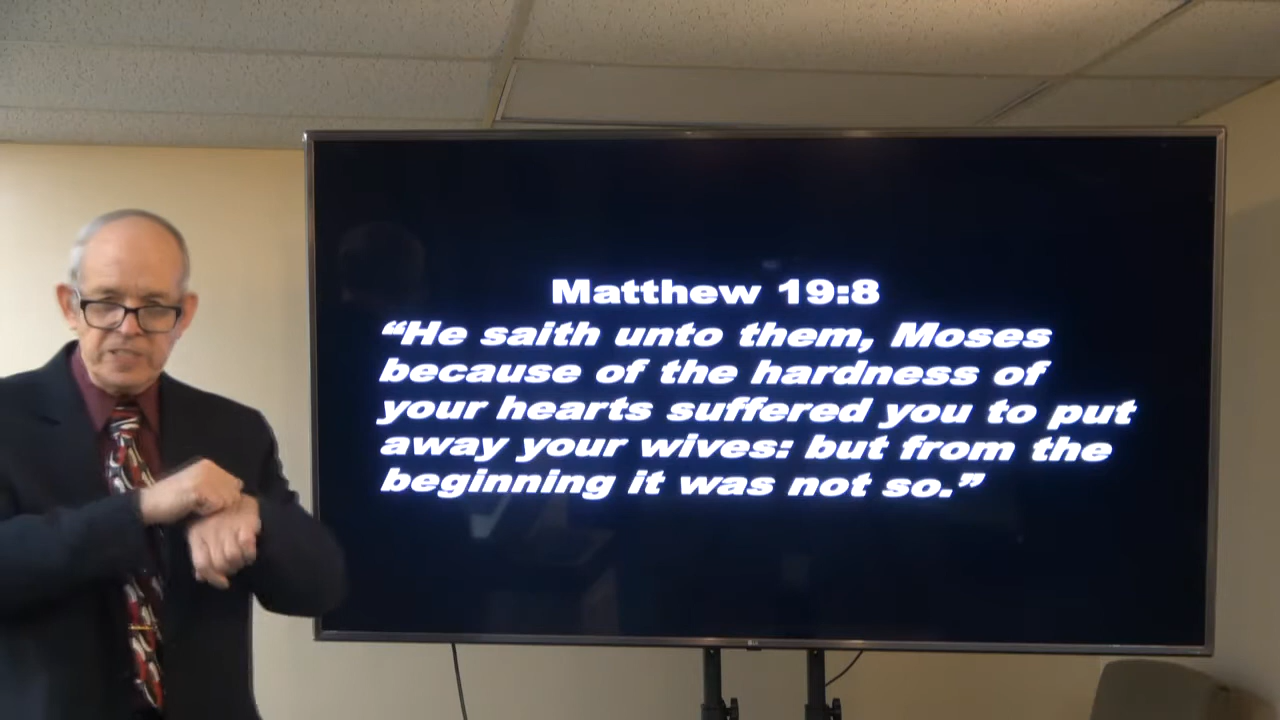 Matthew 19:8
“He saith unto them, Moses
because of the hardness of
your hearts suffered you to put
away your wives: but from the
beginning it was not so.”